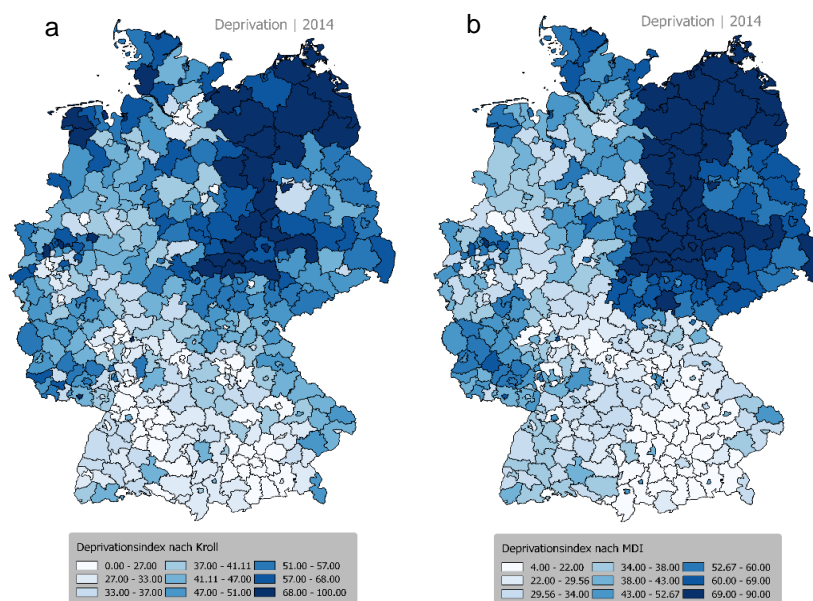 a
Deprivation | 2014
b
Deprivation | 2014
Deprivationsindex nach Kroll
0.00 - 27.00 37.00 - 41.11 51.00 - 57.00
27.00 - 33.00 41.11 - 47.00 57.00 - 68.00
33.00 - 37.00 47.00 - 51.00 68.00 - 100.00
Deprivationsindex nach MDI
4.00 - 22.00 34.00 - 38.00 52.67 - 60.00
22.00 - 29.56 38.00 - 43.00 60.00 - 69.00
29.56 - 34.00 43.00 - 52.67 69.00 - 90.00